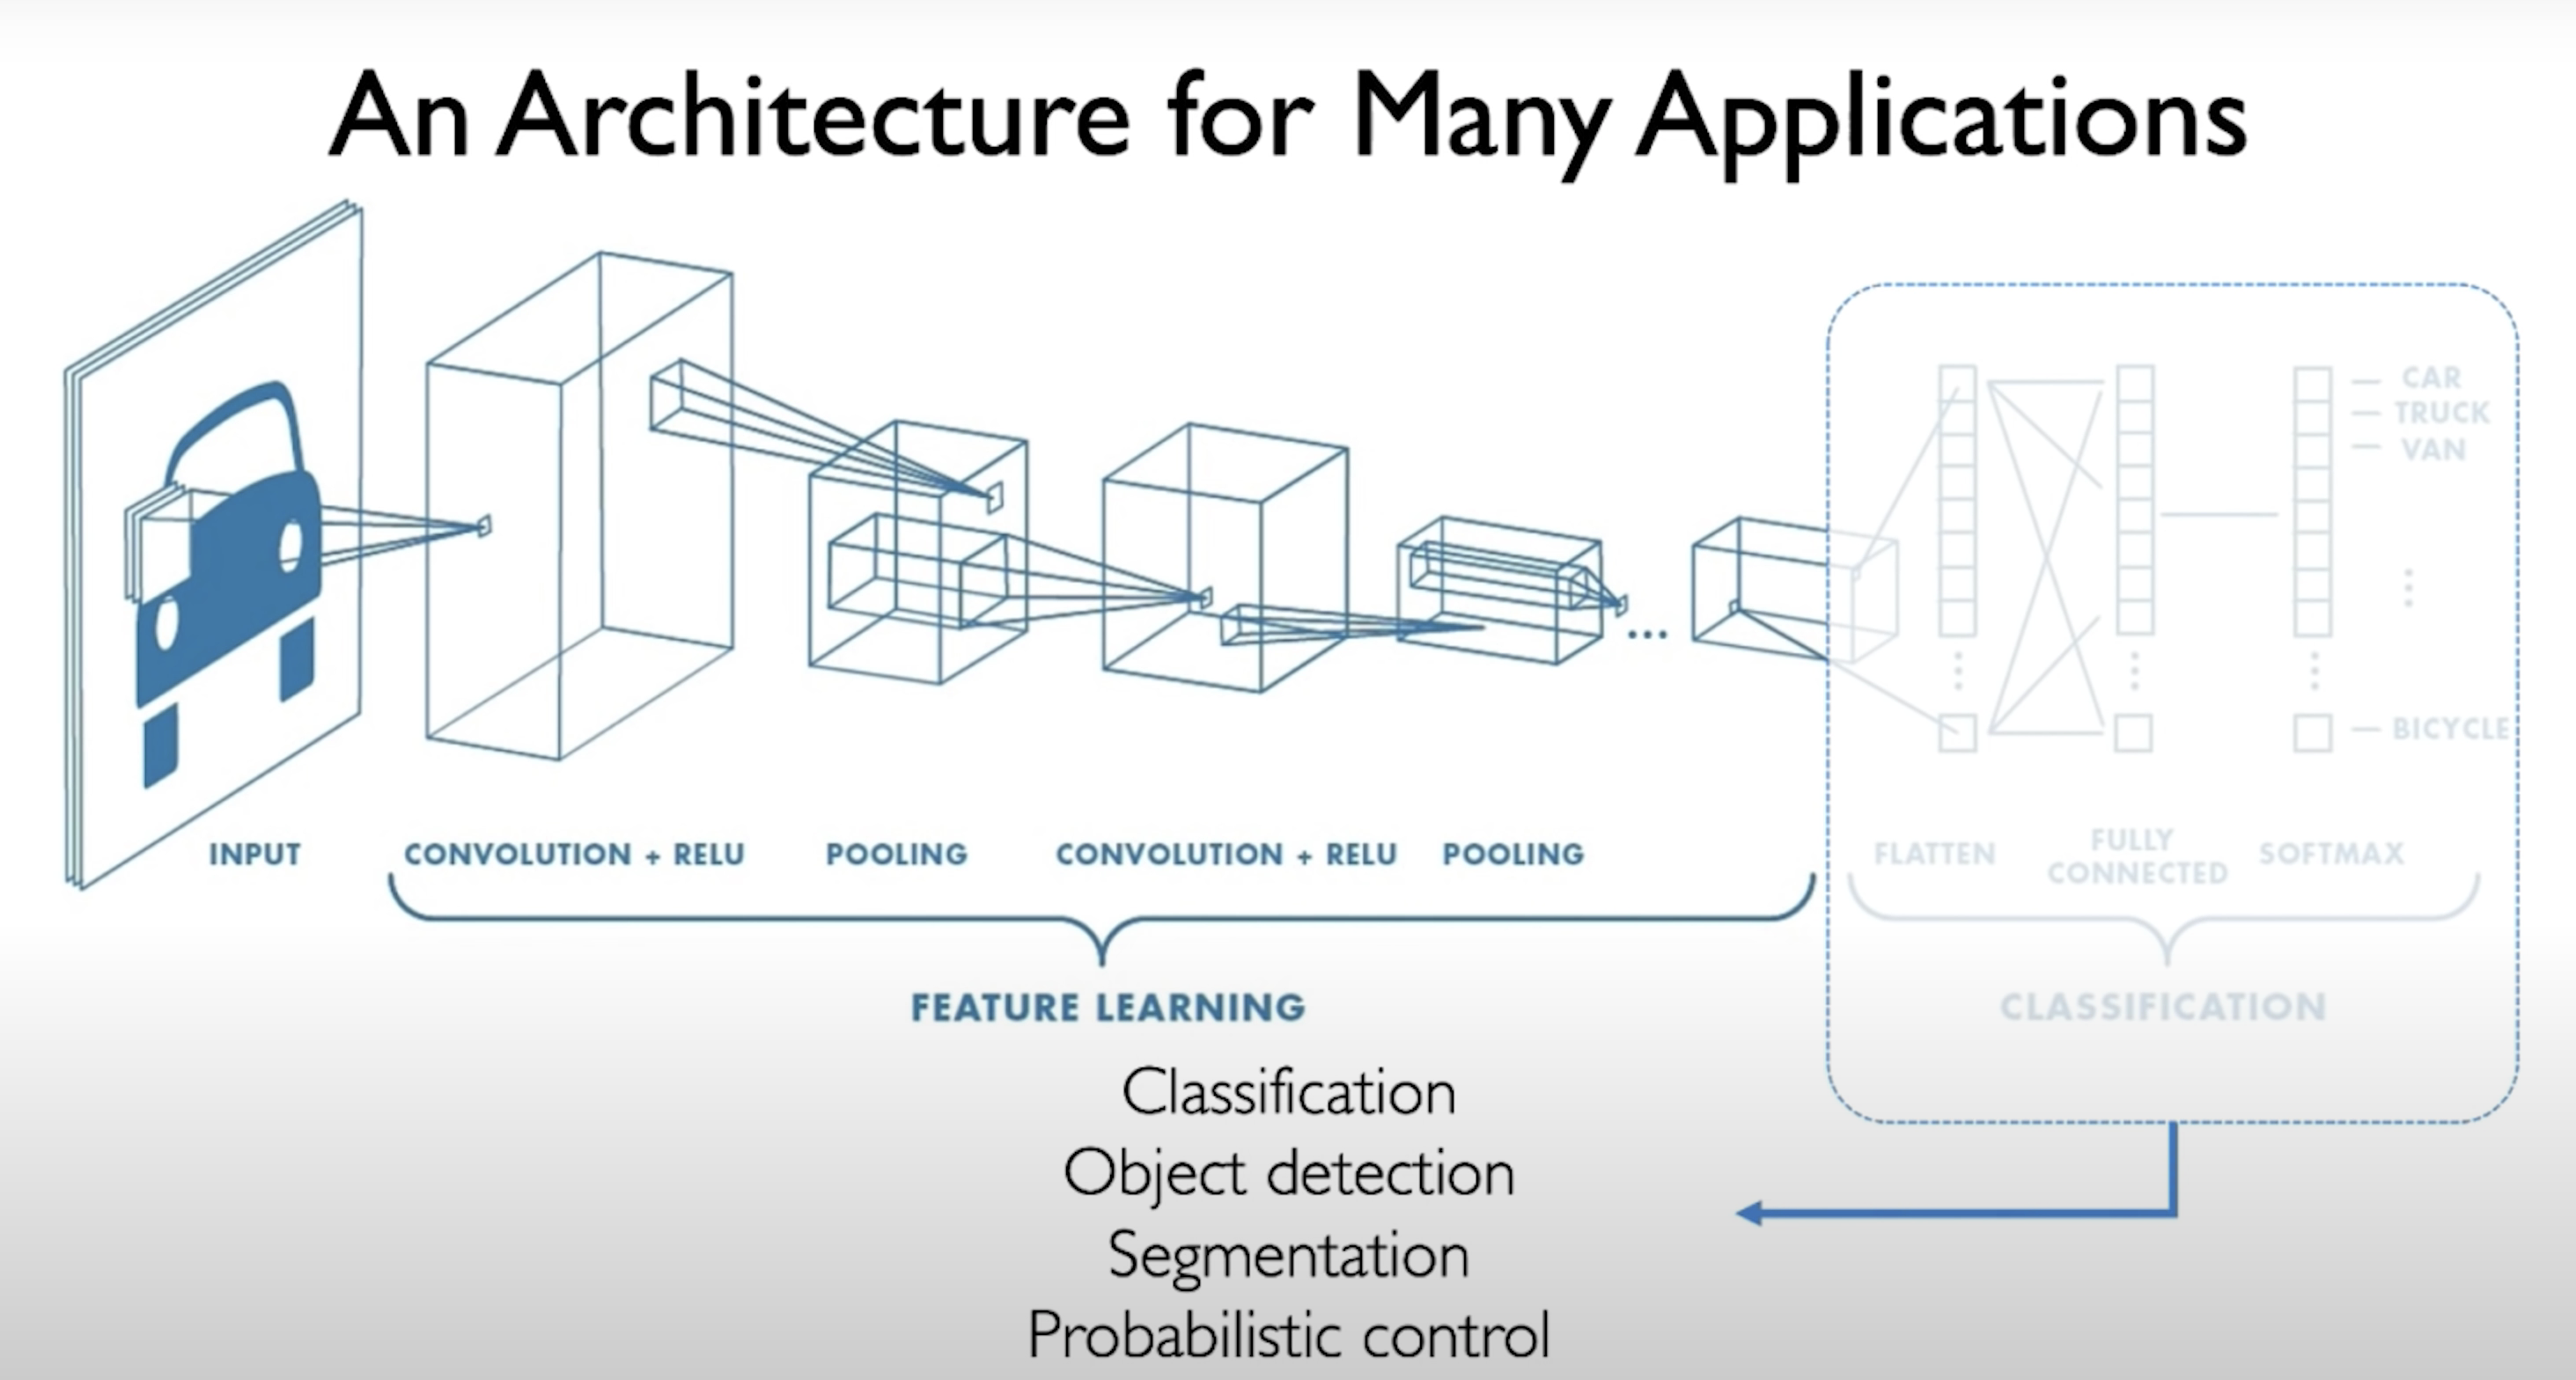 An Architecture for Many Applications
CAR
TRUCK
VAN
BICYCLE
INPUT
CONVOLUTION + RELU
POOLING
CONVOLUTION + RELU
POOLING
FLATTEN
FULLY
CONNECTED
SOFTMAX
FEATURE LEARNING
CLASSIFICATION
Classification
Object detection
Segmentation
Probabilistic control